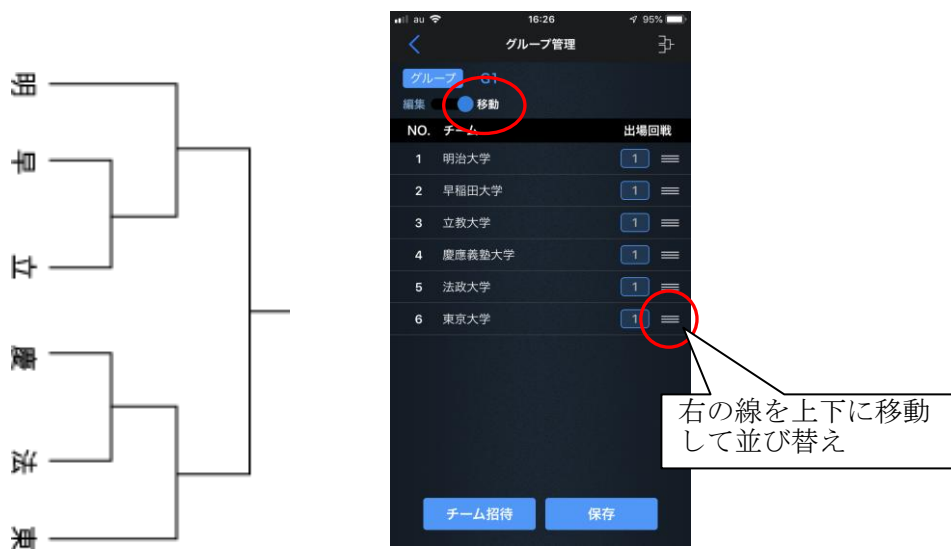 明
早
立
慶
法
東
au 16:26 95%
グループ管理
グループ G1
編集 移動
NO. チーム 出場回戦
1 明治大学 1
2 早稲田大学 1
3 立教大学 1
4 慶應義塾大学 1
5 法政大学 1
6 東京大学 1
右の線を上下に移動
して並び替え
チーム招待 保存